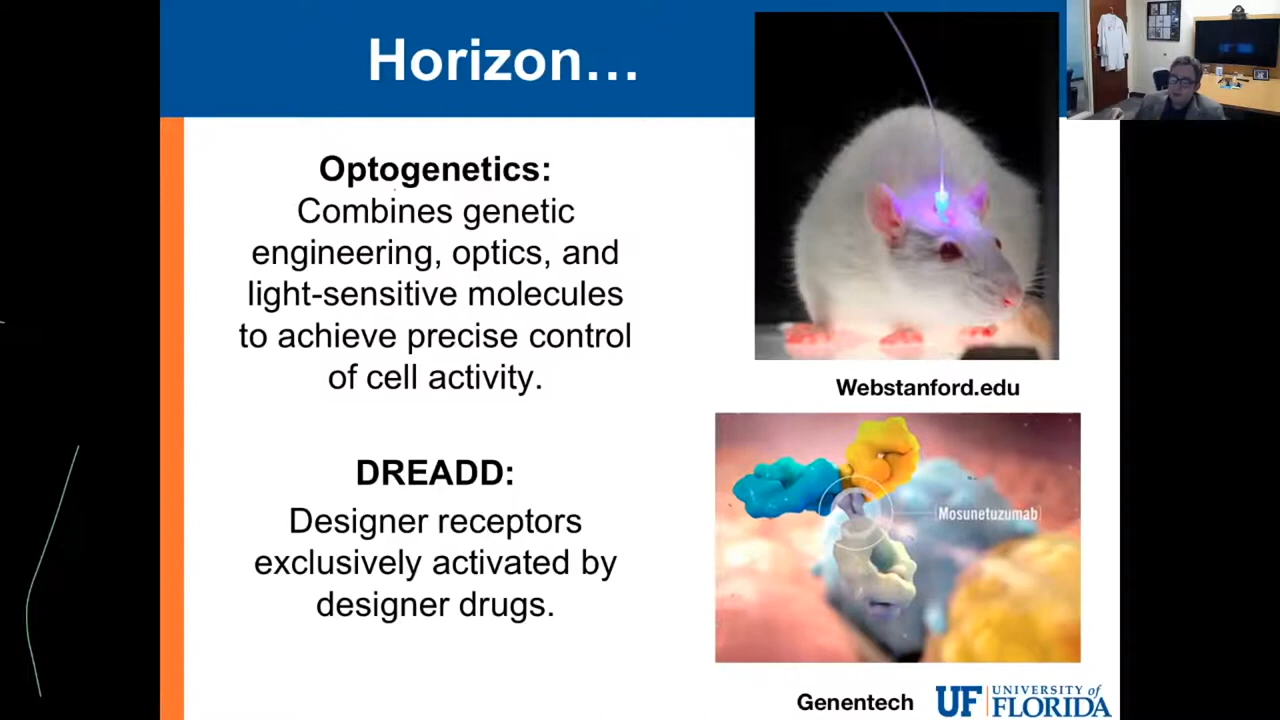 Horizon…
Optogenetics:
Combines genetic
engineering, optics, and
light-sensitive molecules
to achieve precise control
of cell activity.
DREADD:
Designer receptors
exclusively activated by
designer drugs.
Webstanford.edu
Mosunetuzumab
Genentech
UF UNIVERSITY of
FLORIDA